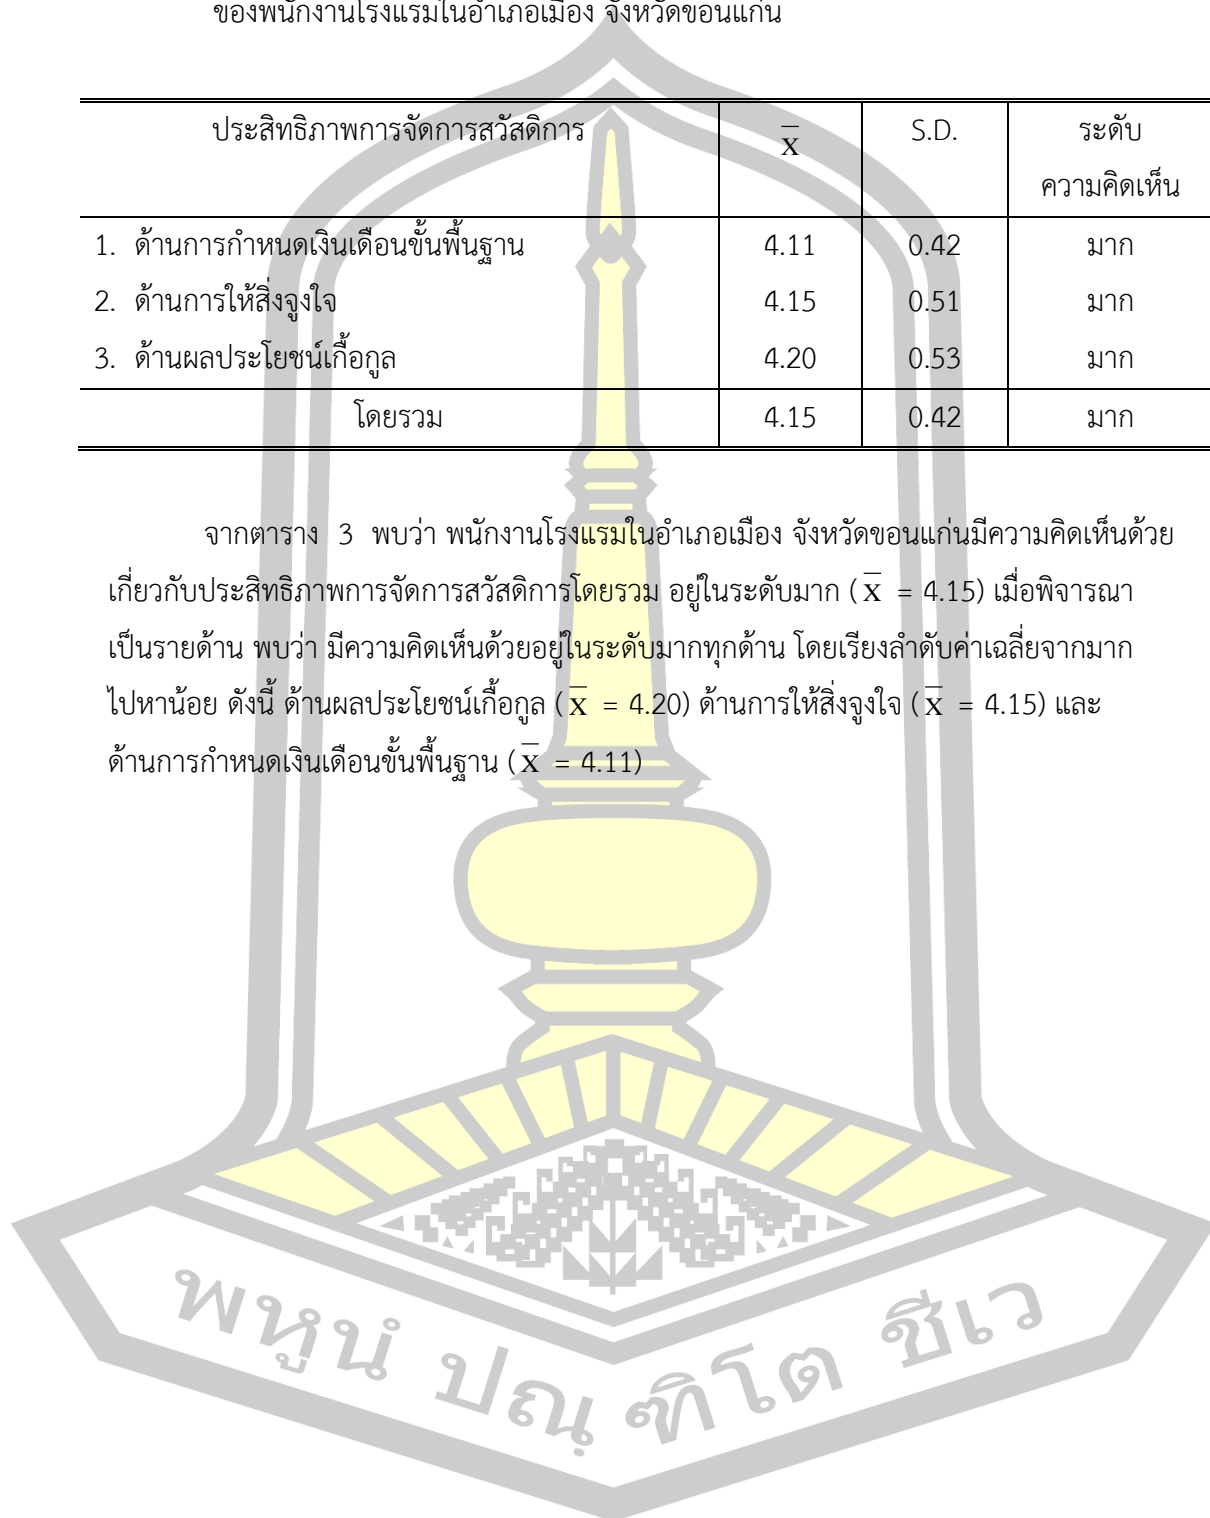 ของพนักงานโรงแรมในอำเภอเมือง จังหวัดขอนแก่น
ประสิทธิภาพการจัดการสวัสดิการ x̄ S.D. ระดับ
ความคิดเห็น
1. ด้านการกำหนดเงินเดือนขั้นพื้นฐาน 4.11 0.42 มาก
2. ด้านการให้สิ่งจูงใจ 4.15 0.51 มาก
3. ด้านผลประโยชน์เกื้อกูล 4.20 0.53 มาก
โดยรวม 4.15 0.42 มาก
จากตาราง 3 พบว่า พนักงานโรงแรมในอำเภอเมือง จังหวัดขอนแก่นมีความคิดเห็นด้วย
เกี่ยวกับประสิทธิภาพการจัดการสวัสดิการโดยรวม อยู่ในระดับมาก (x̄ = 4.15) เมื่อพิจารณา
เป็นรายด้าน พบว่า มีความคิดเห็นด้วยอยู่ในระดับมากทุกด้าน โดยเรียงลำดับค่าเฉลี่ยจากมาก
ไปหาน้อย ดังนี้ ด้านผลประโยชน์เกื้อกูล (x̄ = 4.20) ด้านการให้สิ่งจูงใจ (x̄ = 4.15) และ
ด้านการกำหนดเงินเดือนขั้นพื้นฐาน (x̄ = 4.11)
พหูนํ ปณฺฑิโต ชีเว